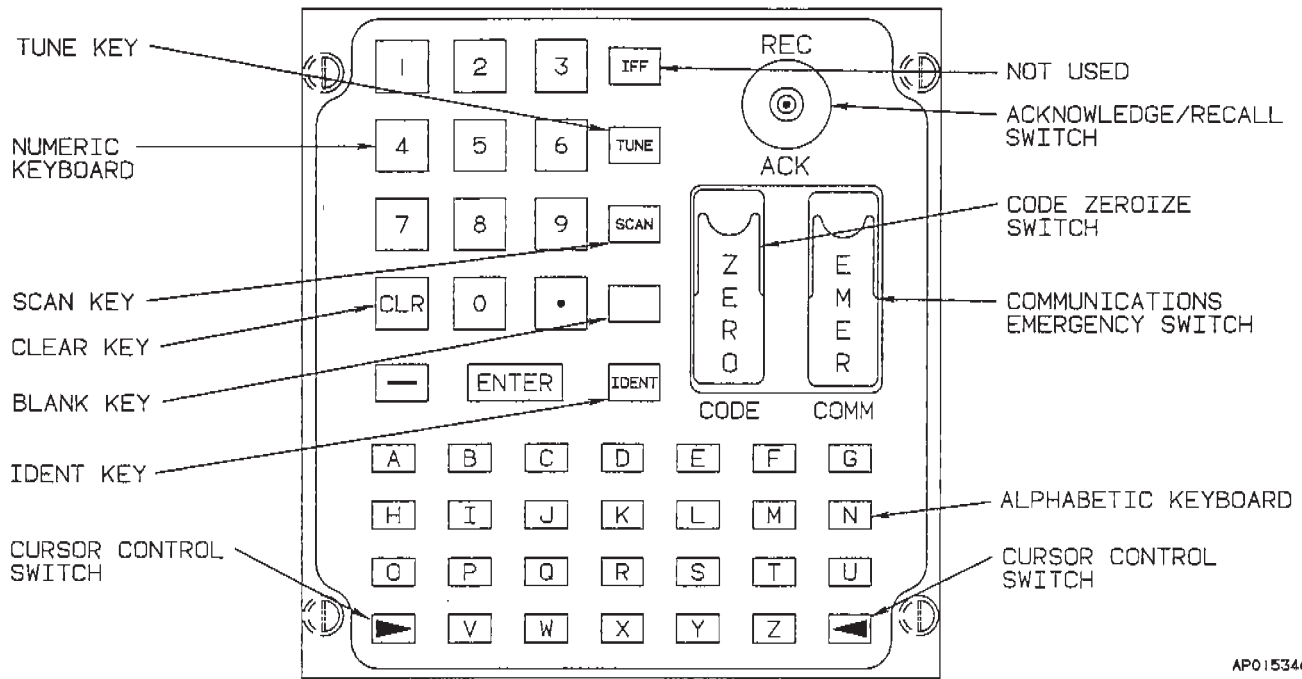 TUNE KEY
NUMERIC
KEYBOARD
SCAN KEY
CLEAR KEY
BLANK KEY
IDENT KEY
CURSOR CONTROL
SWITCH
1 2 3 IFF
4 5 6 TUNE
7 8 9 SCAN
CLR 0 •
— ENTER IDENT
REC
ACK
ZERO
EMER
CODE COMM
A B C D E F G
H I J K L M N
O P Q R S T U
V W X Y Z
NOT USED
ACKNOWLEDGE/RECALL
SWITCH
CODE ZEROIZE
SWITCH
COMMUNICATIONS
EMERGENCY SWITCH
ALPHABETIC KEYBOARD
CURSOR CONTROL
SWITCH